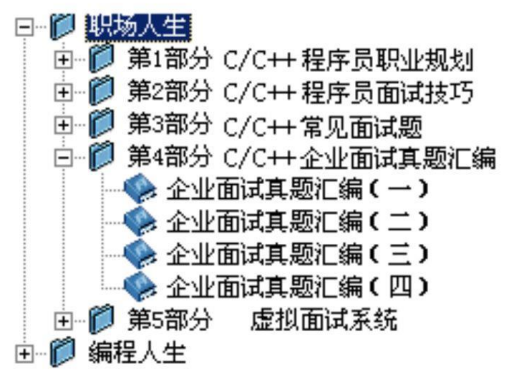 职场人生
第1部分 C/C++程序员职业规划
第2部分 C/C++程序员面试技巧
第3部分 C/C++常见面试题
第4部分 C/C++企业面试真题汇编
企业面试真题汇编(一)
企业面试真题汇编(二)
企业面试真题汇编(三)
企业面试真题汇编(四)
第5部分 虚拟面试系统
编程人生